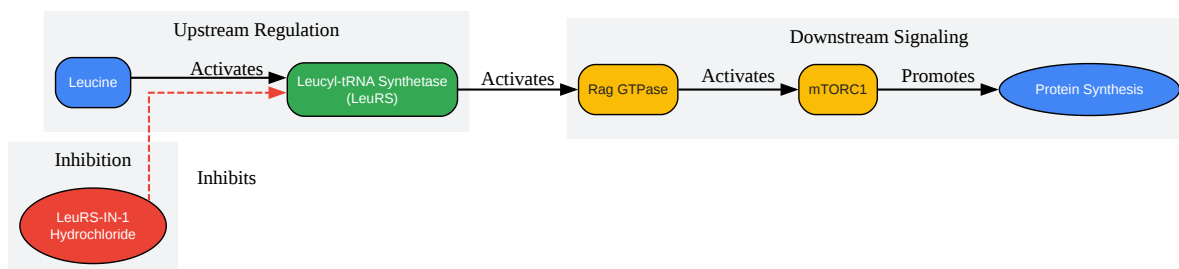 Upstream Regulation
Leucine
Activates
Leucyl-tRNA Synthetase
(LeuRS)
Activates
Downstream Signaling
Rag GTPase
Activates
mTORC1
Promotes
Protein Synthesis
Inhibition
Inhibits
LeuRS-IN-1
Hydrochloride